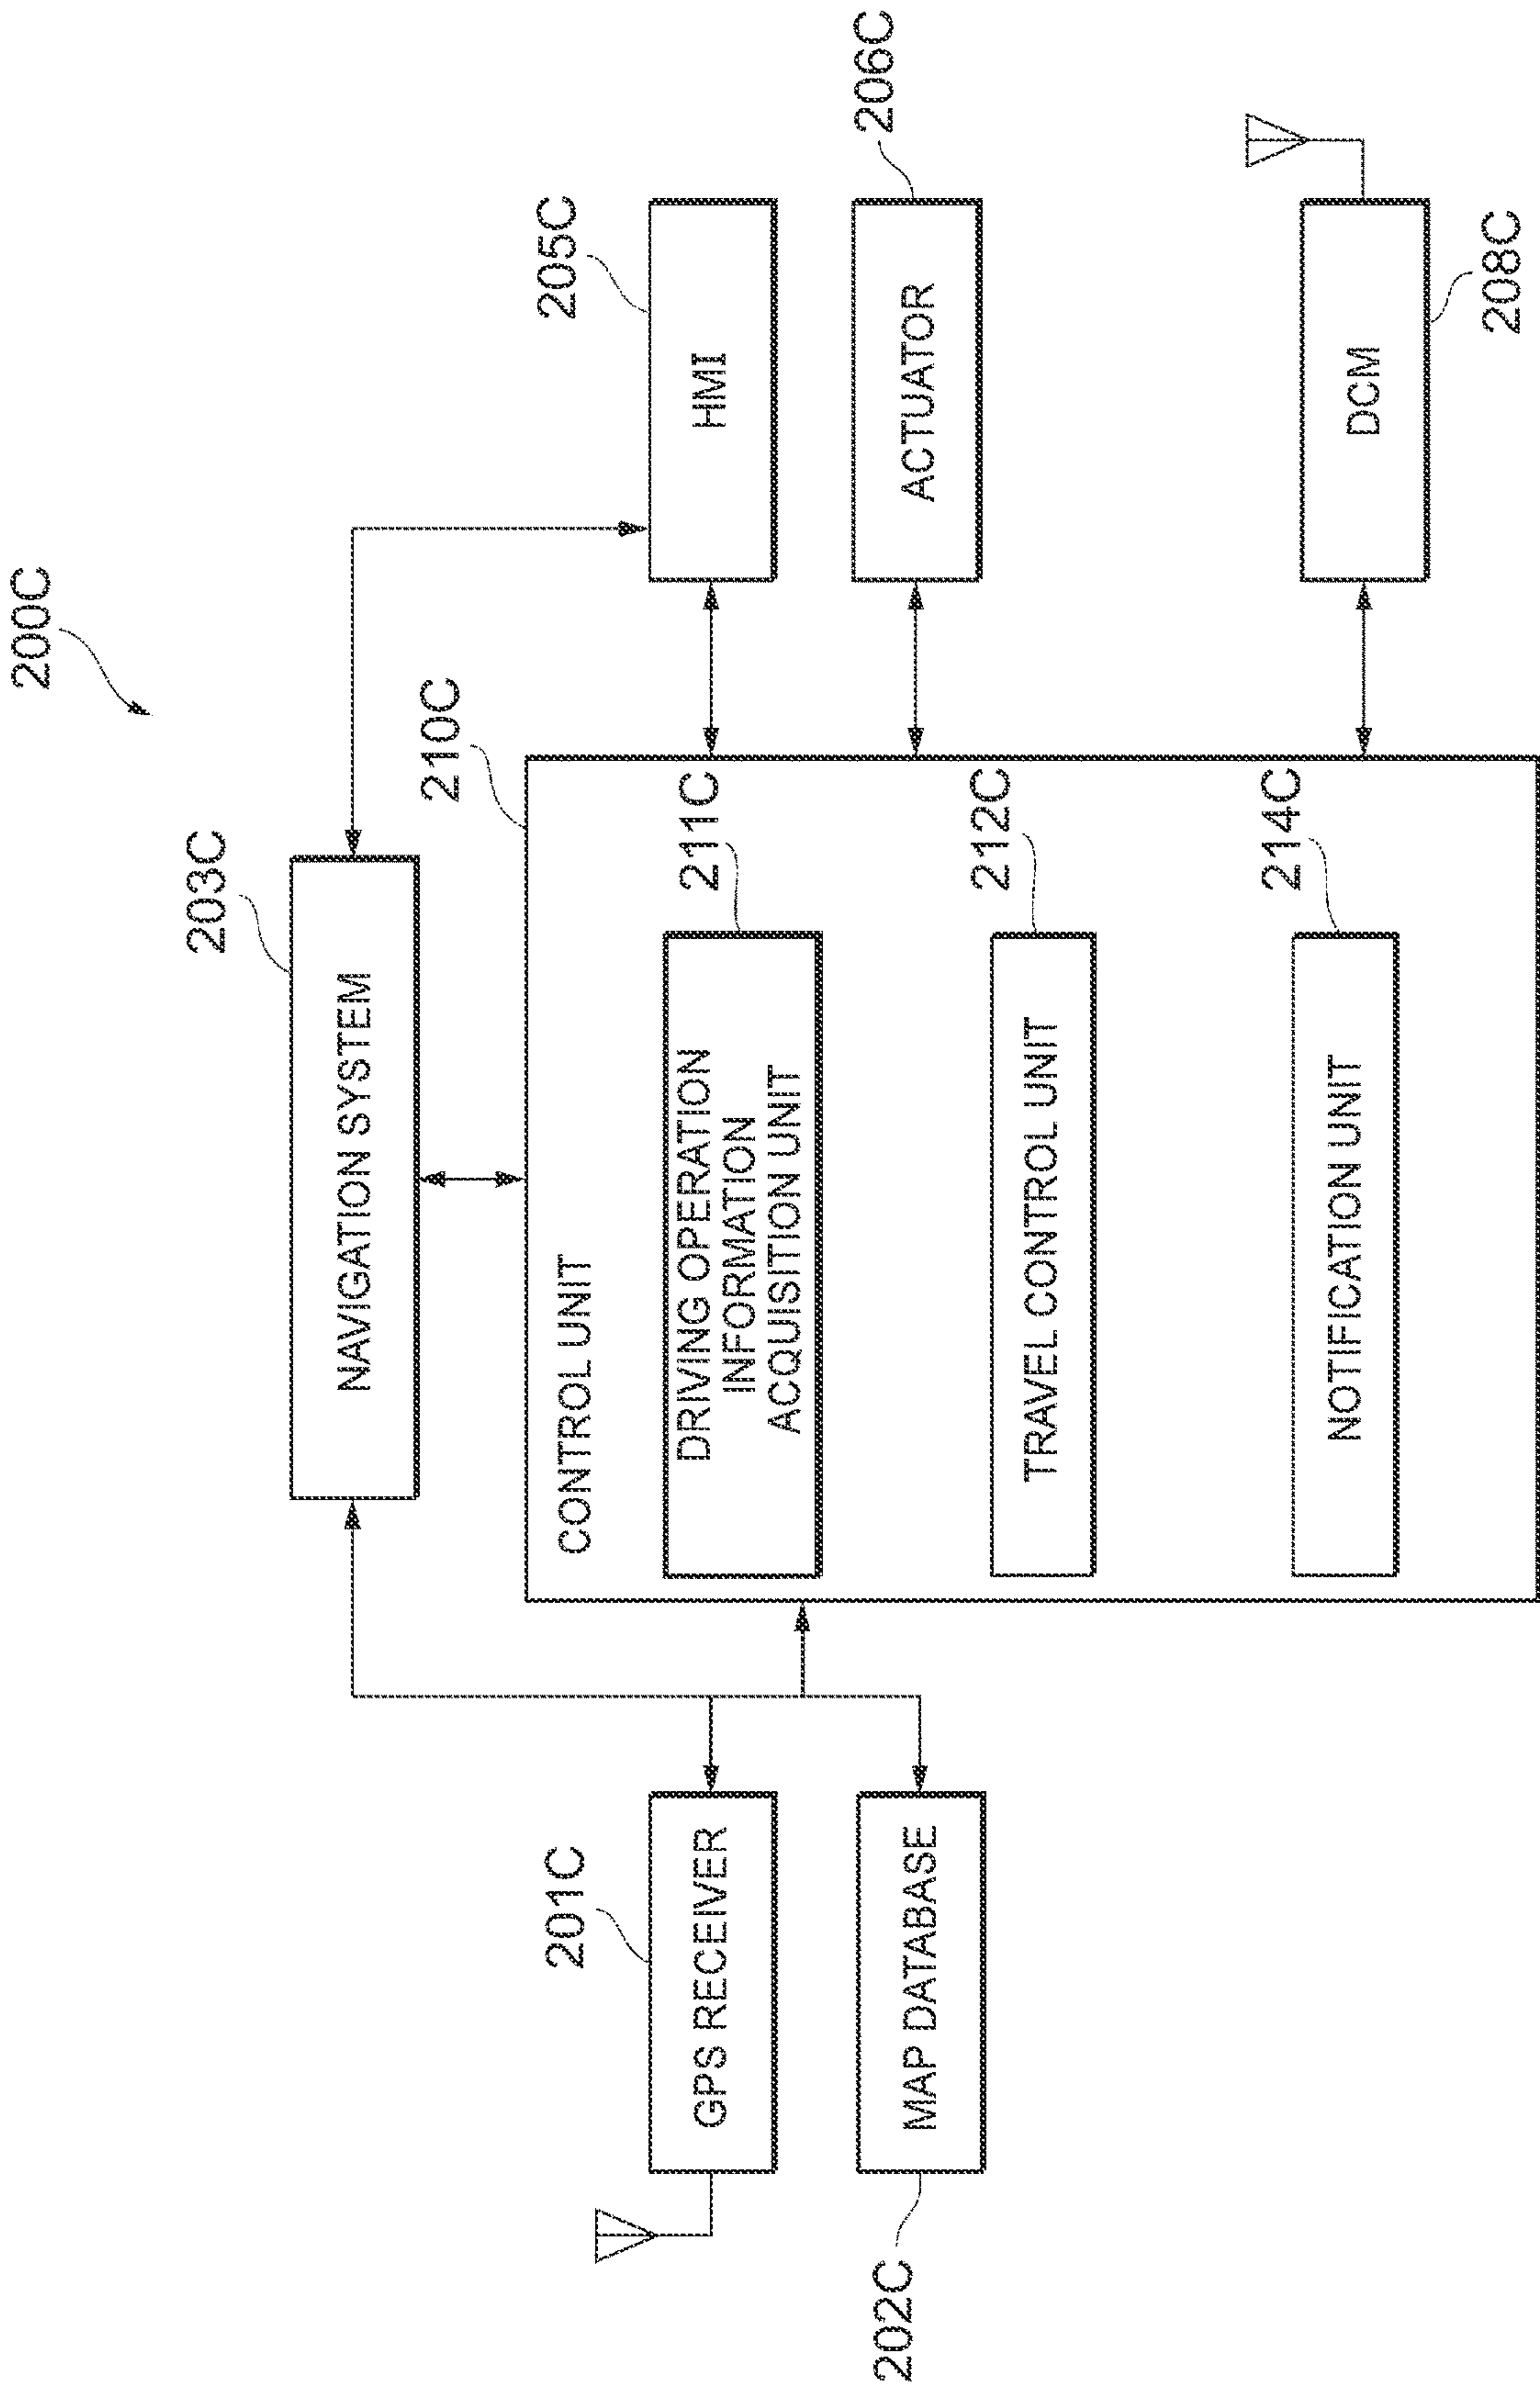 200C
203C
NAVIGATION SYSTEM
210C
CONTROL UNIT
201C
GPS RECEIVER
202C
MAP DATABASE
211C
DRIVING OPERATION
INFORMATION
ACQUISITION UNIT
212C
TRAVEL CONTROL UNIT
214C
NOTIFICATION UNIT
205C
HMI
206C
ACTUATOR
DCM
208C